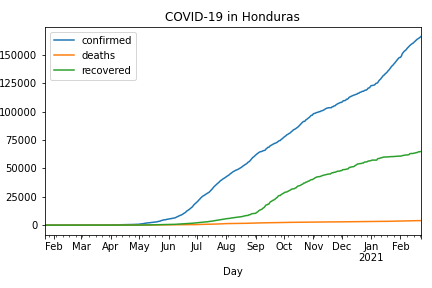 COVID-19 in Honduras
confirmed
deaths
recovered
150000
125000
100000
75000
50000
25000
0
Feb Mar Apr May Jun Jul Aug Sep Oct Nov Dec Jan Feb
2021
Day